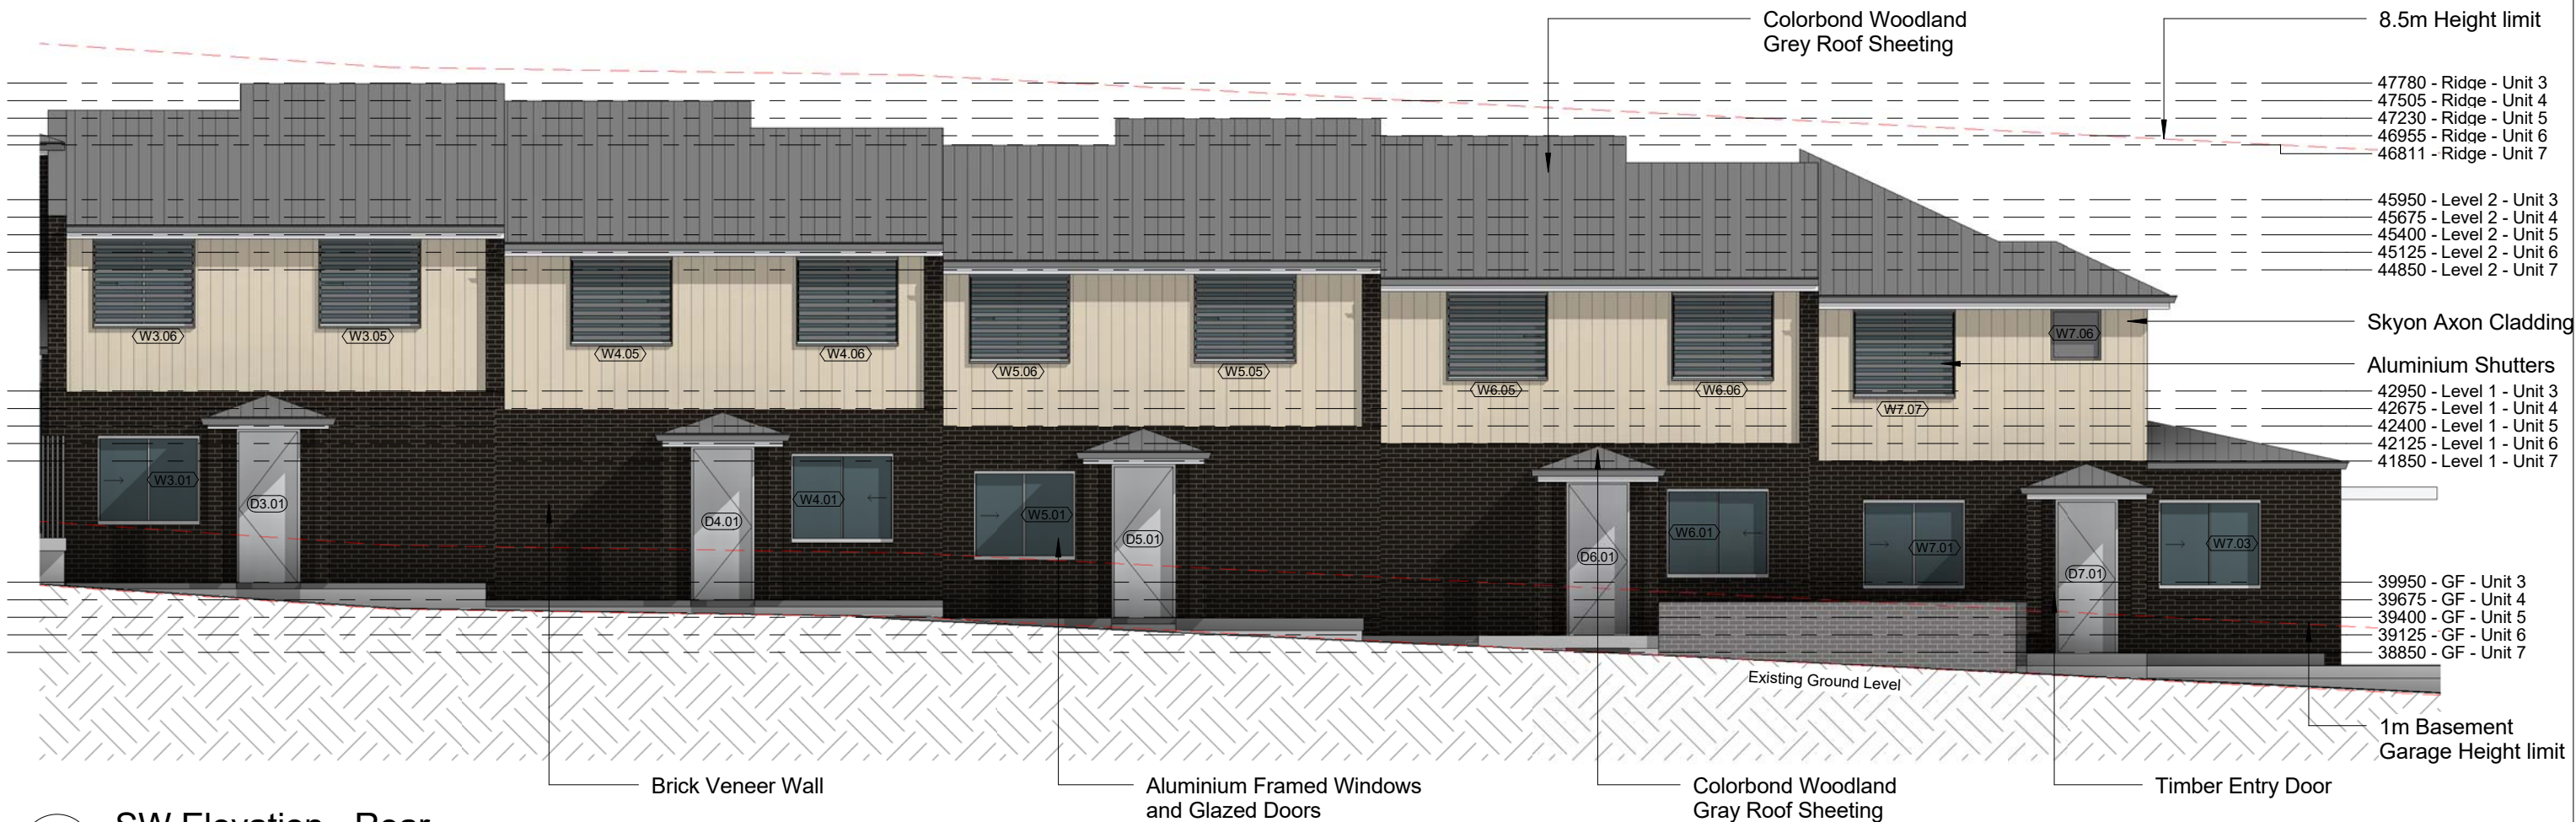 Colorbond Woodland
Grey Roof Sheeting
8.5m Height limit
47780 - Ridge - Unit 3
47505 - Ridge - Unit 4
47230 - Ridge - Unit 5
46955 - Ridge - Unit 6
46811 - Ridge - Unit 7
45950 - Level 2 - Unit 3
45675 - Level 2 - Unit 4
45400 - Level 2 - Unit 5
45125 - Level 2 - Unit 6
44850 - Level 2 - Unit 7
Skyon Axon Cladding
Aluminium Shutters
42950 - Level 1 - Unit 3
42675 - Level 1 - Unit 4
42400 - Level 1 - Unit 5
42125 - Level 1 - Unit 6
41850 - Level 1 - Unit 7
39950 - GF - Unit 3
39675 - GF - Unit 4
39400 - GF - Unit 5
39125 - GF - Unit 6
38850 - GF - Unit 7
W3.06
W3.05
W4.05
W4.06
W5.06
W5.05
W6.05
W6.06
W7.07
W7.06
W3.01
D3.01
D4.01
W4.01
W5.01
D5.01
D6.01
W6.01
W7.01
D7.01
W7.03
Existing Ground Level
1m Basement
Garage Height limit
Brick Veneer Wall
Aluminium Framed Windows
and Glazed Doors
Colorbond Woodland
Gray Roof Sheeting
Timber Entry Door
SW Elevation - Rear